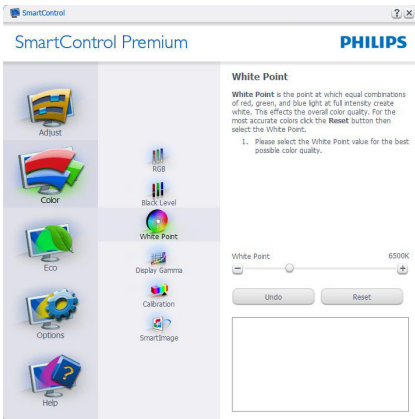 SmartControl
? x
SmartControl Premium
PHILIPS
Adjust
Color
Eco
Options
Help
RGB
Black Level
White Point
Display Gamma
Calibration
SmartImage
White Point
White Point is the point at which equal combinations
of red, green, and blue light at full intensity create
white. This effects the overall color quality. For the
most accurate colors click the Reset button then
select the White Point.
1. Please select the White Point value for the best
possible color quality.
White Point 6500K
Undo Reset